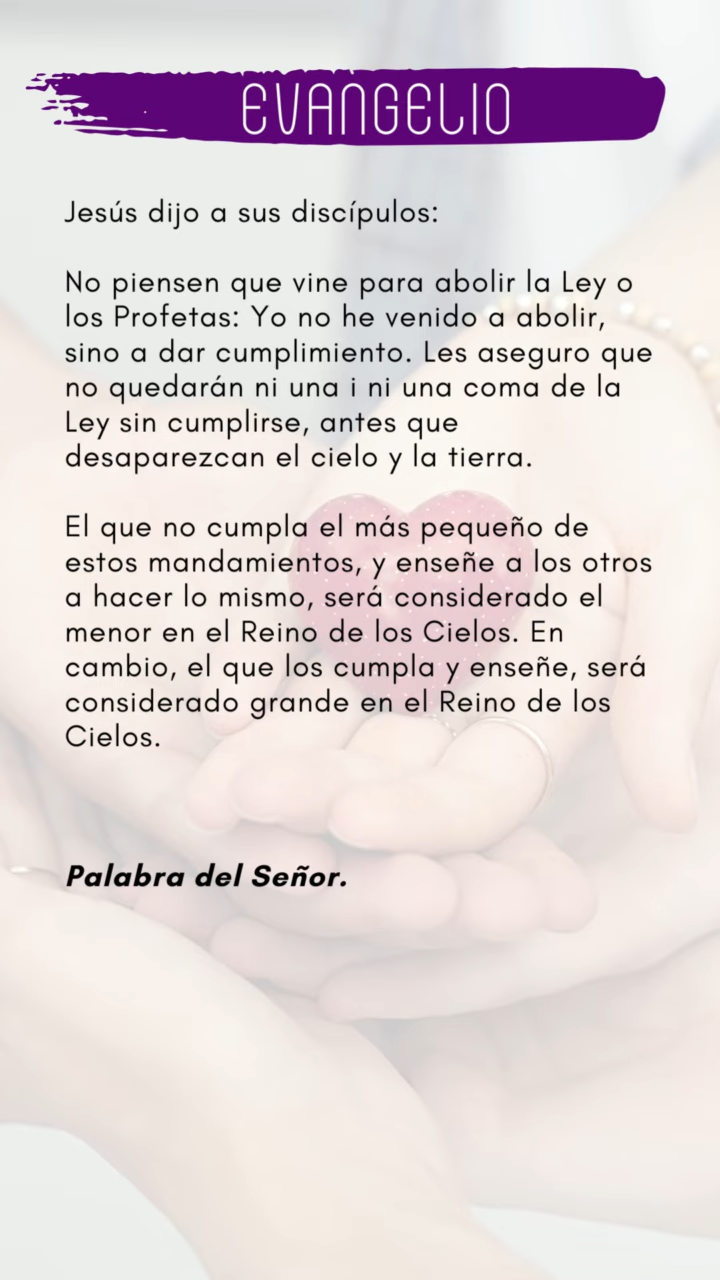 EVANGELIO
Jesús dijo a sus discípulos:
No piensen que vine para abolir la Ley o
los Profetas: Yo no he venido a abolir,
sino a dar cumplimiento. Les aseguro que
no quedarán ni una i ni una coma de la
Ley sin cumplirse, antes que
desaparezcan el cielo y la tierra.
El que no cumpla el más pequeño de
estos mandamientos, y enseñe a los otros
a hacer lo mismo, será considerado el
menor en el Reino de los Cielos. En
cambio, el que los cumpla y enseñe, será
considerado grande en el Reino de los
Cielos.
Palabra del Señor.